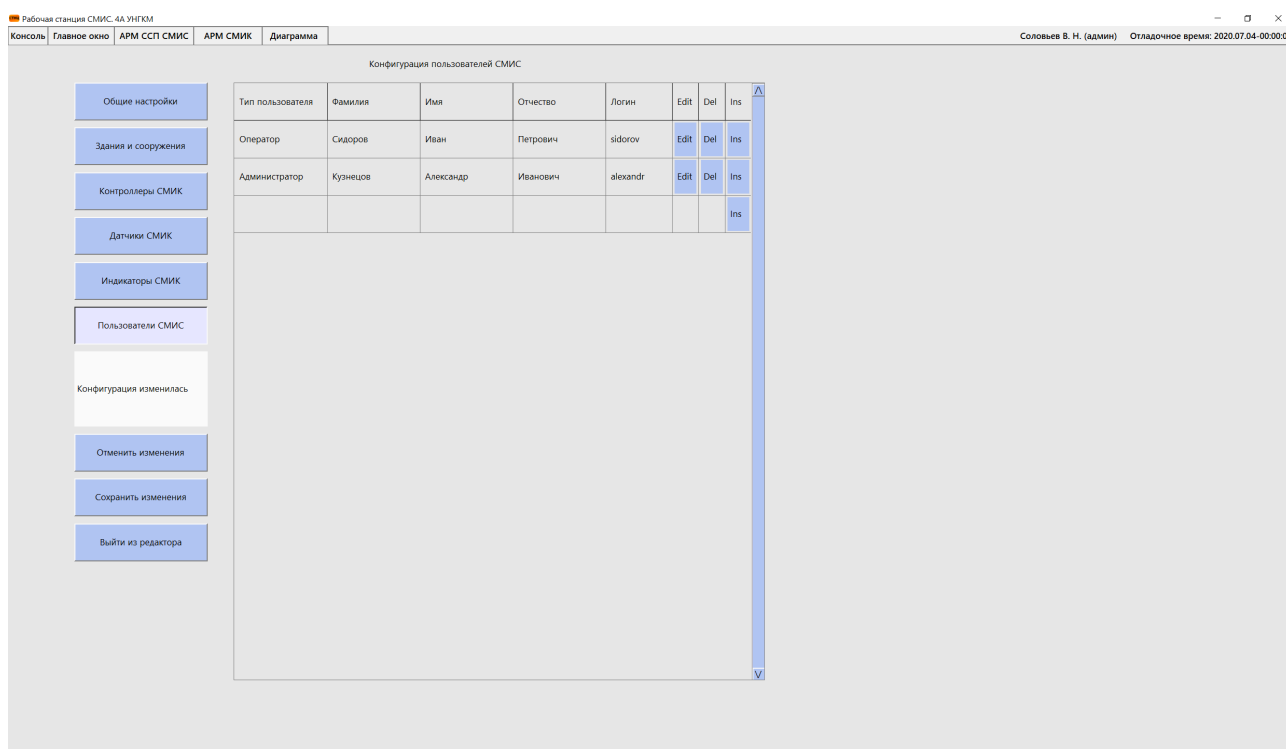 Рабочая станция СМИС. 4А УНГКМ
Консоль Главное окно АРМ ССП СМИС АРМ СМИК Диаграмма Соловьев В. Н. (админ) Отладочное время: 2020.07.04-00:00:0
Конфигурация пользователей СМИС
Общие настройки
Здания и сооружения
Контроллеры СМИК
Датчики СМИК
Индикаторы СМИК
Пользователи СМИС
Конфигурация изменилась
Отменить изменения
Сохранить изменения
Выйти из редактора
Тип пользователя Фамилия Имя Отчество Логин Edit Del Ins
Оператор Сидоров Иван Петрович sidorov Edit Del Ins
Администратор Кузнецов Александр Иванович alexandr Edit Del Ins
Ins